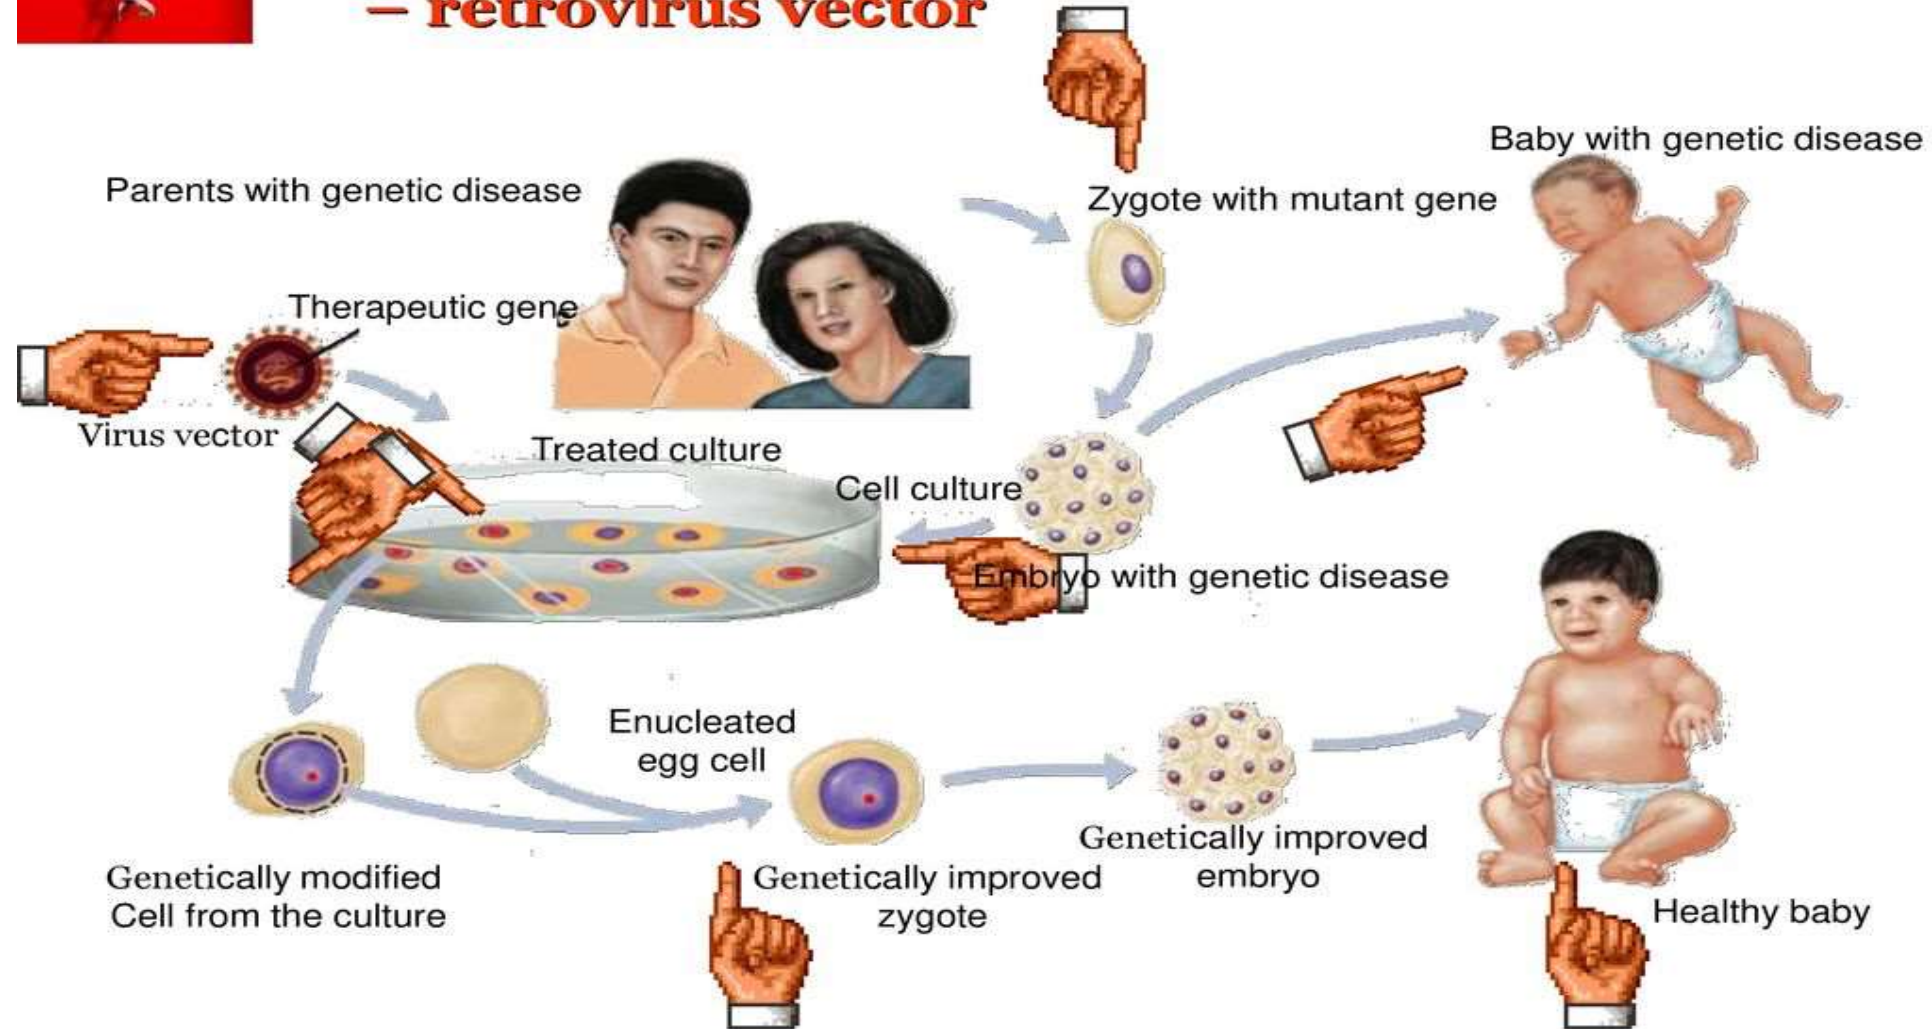 – retrovirus vector
Baby with genetic disease
Parents with genetic disease
Zygote with mutant gene
Therapeutic gene
Virus vector
Treated culture
Cell culture
Embryo with genetic disease
Enucleated
egg cell
Genetically improved
embryo
Genetically modified
Cell from the culture
Genetically improved
zygote
Healthy baby